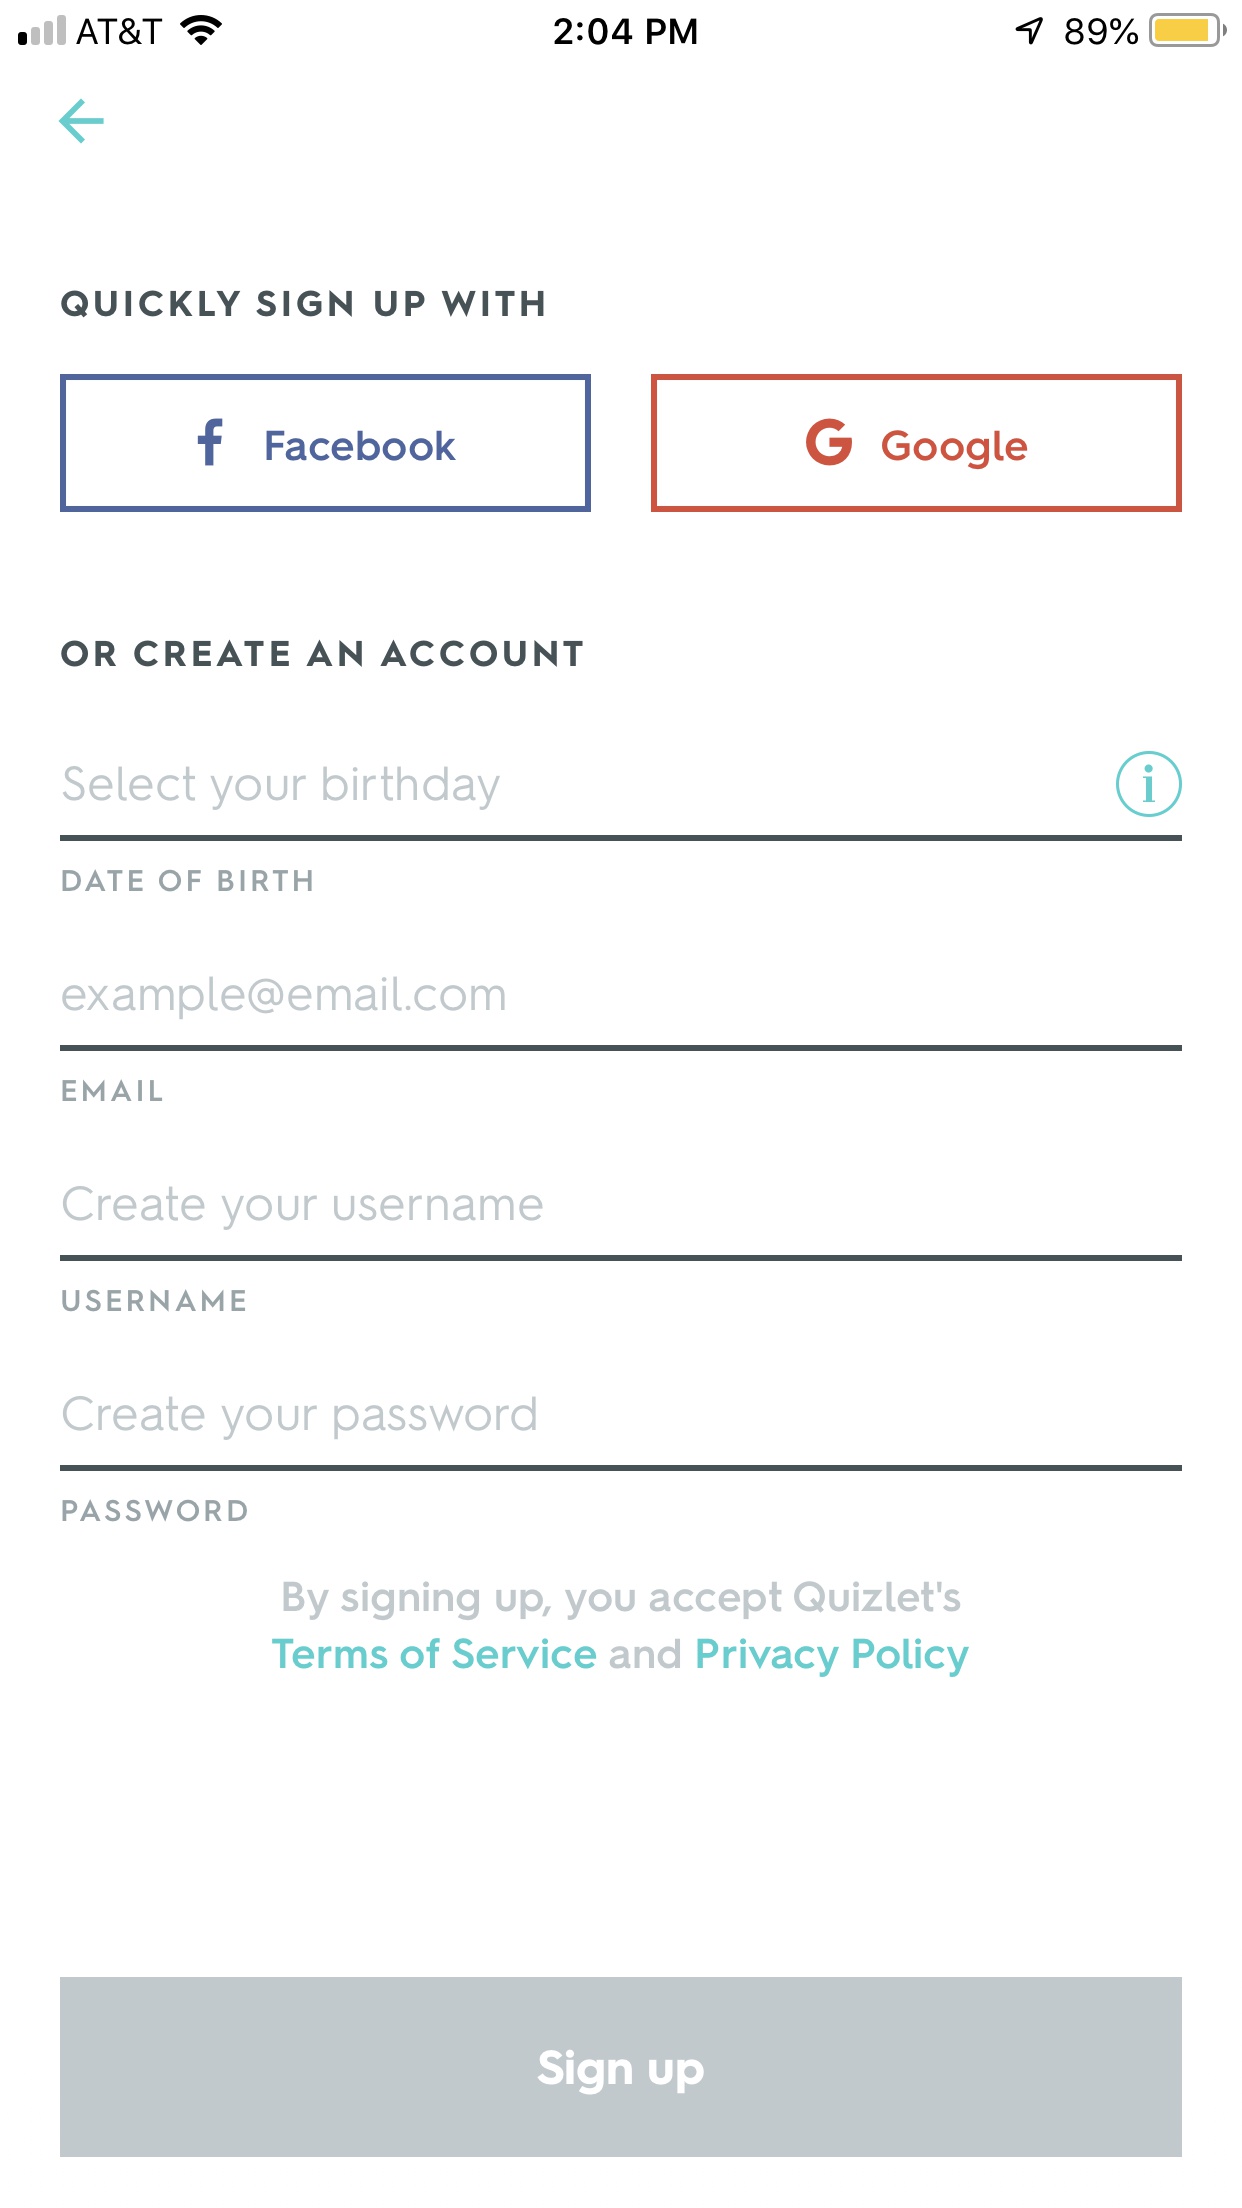 AT&T 2:04 PM 89%
QUICKLY SIGN UP WITH
Facebook Google
OR CREATE AN ACCOUNT
Select your birthday
DATE OF BIRTH
example@email.com
EMAIL
Create your username
USERNAME
Create your password
PASSWORD
By signing up, you accept Quizlet's
Terms of Service and Privacy Policy
Sign up